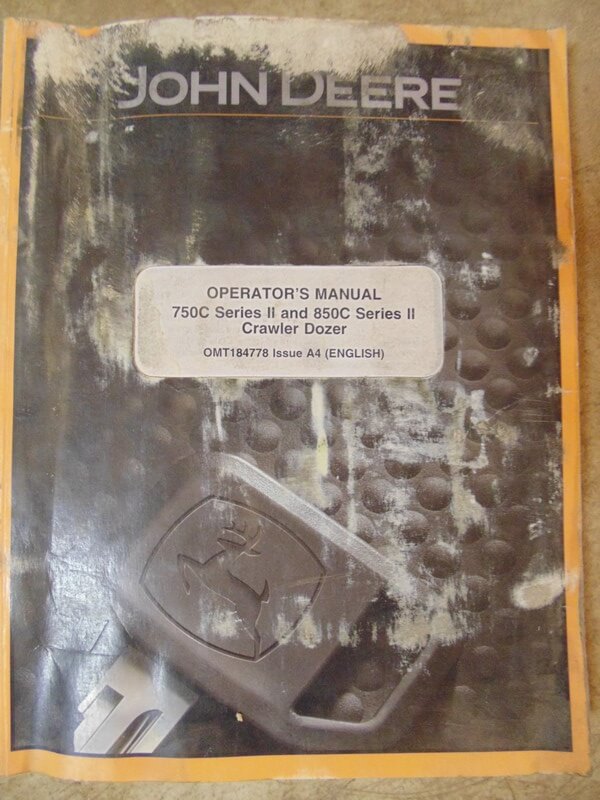 JOHN DEERE
OPERATOR'S MANUAL
750C Series II and 850C Series II
Crawler Dozer
OMT184778 Issue A4 (ENGLISH)